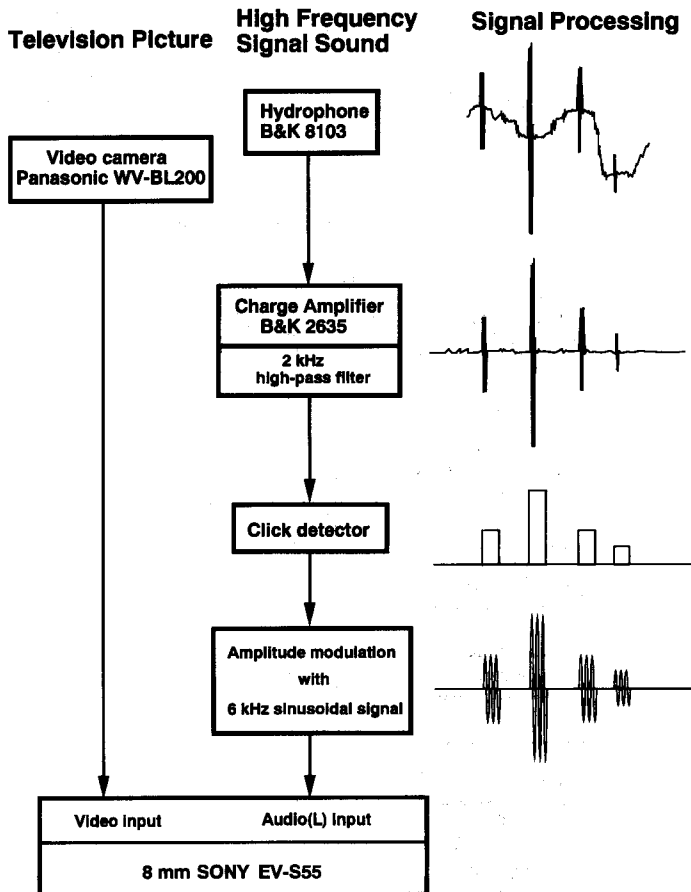 Television Picture
High Frequency
Signal Sound
Signal Processing
Hydrophone
B&K 8103
Video camera
Panasonic WV-BL200
Charge Amplifier
B&K 2635
2 kHz
high-pass filter
Click detector
Amplitude modulation
with
6 kHz sinusoidal signal
Video input
Audio(L) input
8 mm SONY EV-S55